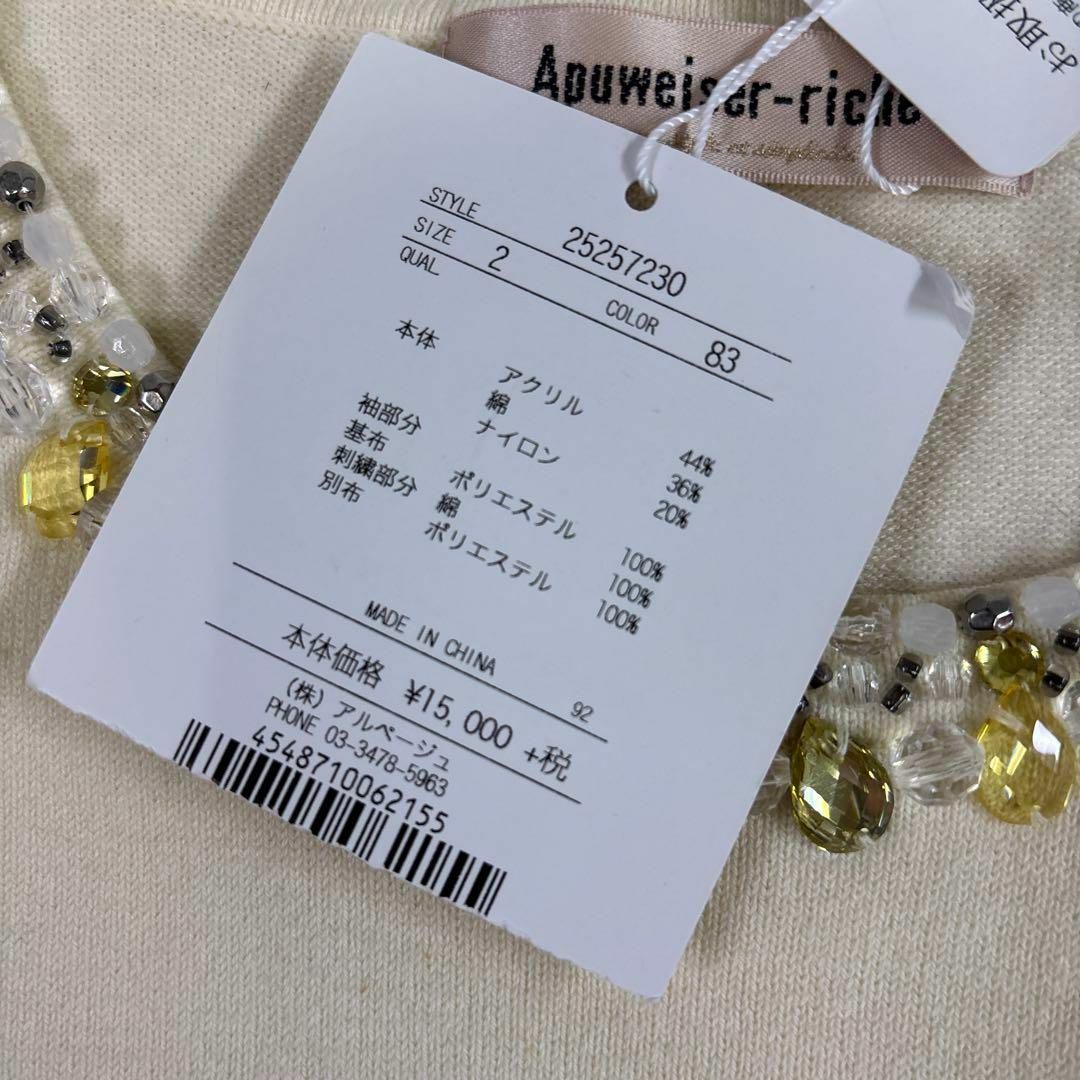 Apuweiser-riche
お取扱
STYLE 25257230
SIZE 2 COLOR 83
QUAL
本体 アクリル 44%
綿 36%
ナイロン 20%
袖部分
基布 ポリエステル 100%
刺繍部分 綿 100%
別布 ポリエステル 100%
MADE IN CHINA 92
本体価格 ¥15,000 +税
(株) アルページュ
PHONE 03-3478-5963
4548710062155